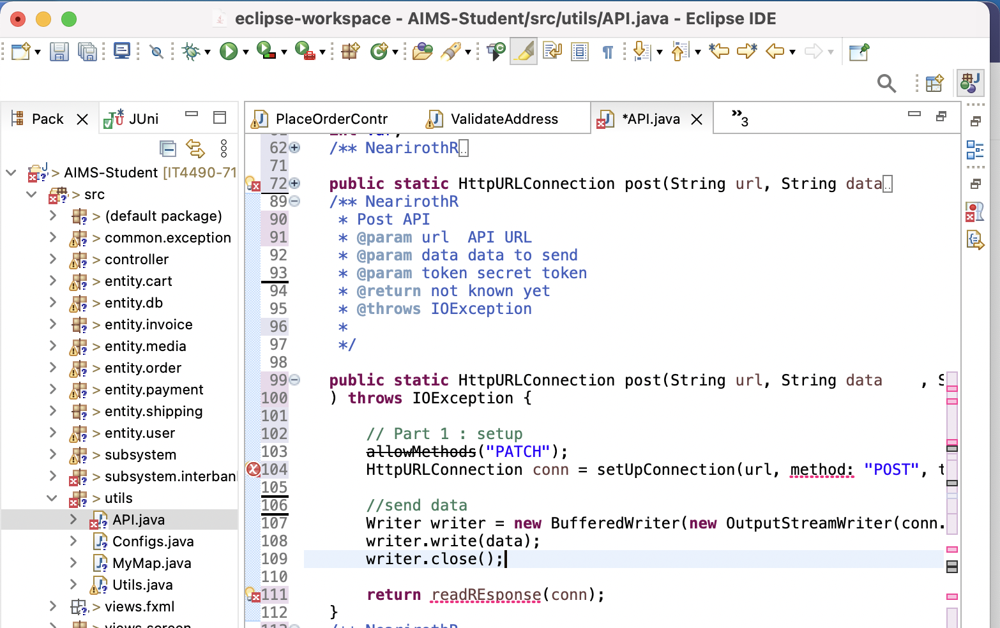 eclipse-workspace - AIMS-Student/src/utils/API.java - Eclipse IDE
Pack
JUni
PlaceOrderContr
ValidateAddress
*API.java
»3
> AIMS-Student [IT4490-71
> src
> (default package)
> common.exception
> controller
> entity.cart
> entity.db
> entity.invoice
> entity.media
> entity.order
> entity.payment
> entity.shipping
> entity.user
> subsystem
> subsystem.interban
> utils
API.java
Configs.java
MyMap.java
Utils.java
> views.fxml
> views.screen
62 /** NearirothR..
71
72 public static HttpURLConnection post(String url, String data..
89 /** NearirothR
90 * Post API
91 * @param url  API URL
92 * @param data data to send
93 * @param token secret token
94 * @return not known yet
95 * @throws IOException
96 *
97 */
98
99 public static HttpURLConnection post(String url, String data    , S
100 ) throws IOException {
101
102 // Part 1 : setup
103 allowMethods("PATCH");
104 HttpURLConnection conn = setUpConnection(url, method: "POST", t
105
106 //send data
107 Writer writer = new BufferedWriter(new OutputStreamWriter(conn.
108 writer.write(data);
109 writer.close();
110
111 return readREsponse(conn);
112 }
113 /** NearirothR